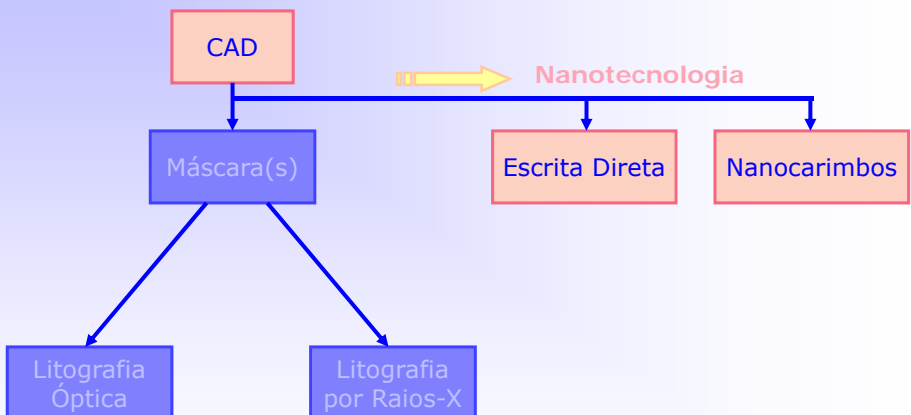 CAD
Nanotecnologia
Máscara(s)
Escrita Direta
Nanocarimbos
Litografia
Óptica
Litografia
por Raios-X